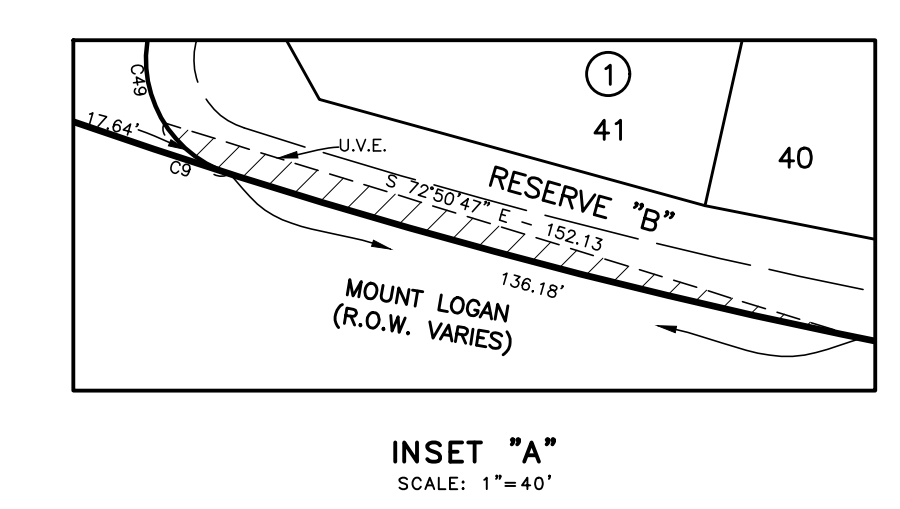 C49
1
41
40
17.64'
U.V.E.
C9
RESERVE "B"
S 72°50'47" E - 152.13
136.18'
MOUNT LOGAN
(R.O.W. VARIES)
INSET "A"
SCALE: 1"=40'